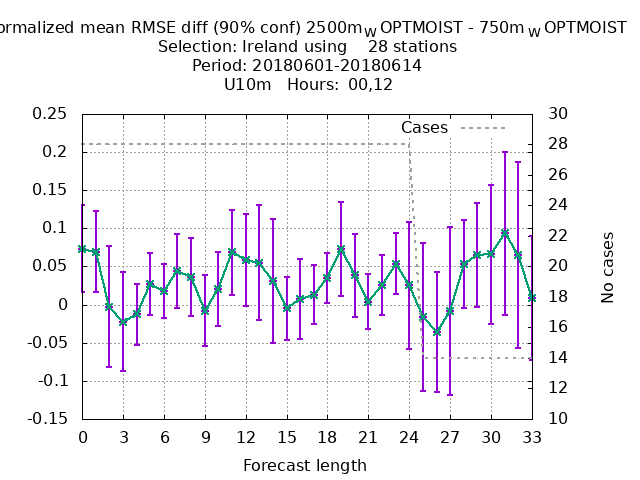 ormalized mean RMSE diff (90% conf) 2500m_W OPTMOIST - 750m_W OPTMOIST
Selection: Ireland using 28 stations
Period: 20180601-20180614
U10m Hours: 00,12
Cases
0.25
0.2
0.15
0.1
0.05
0
-0.05
-0.1
-0.15
30
28
26
24
22
20
18
16
14
12
10
No cases
0 3 6 9 12 15 18 21 24 27 30 33
Forecast length